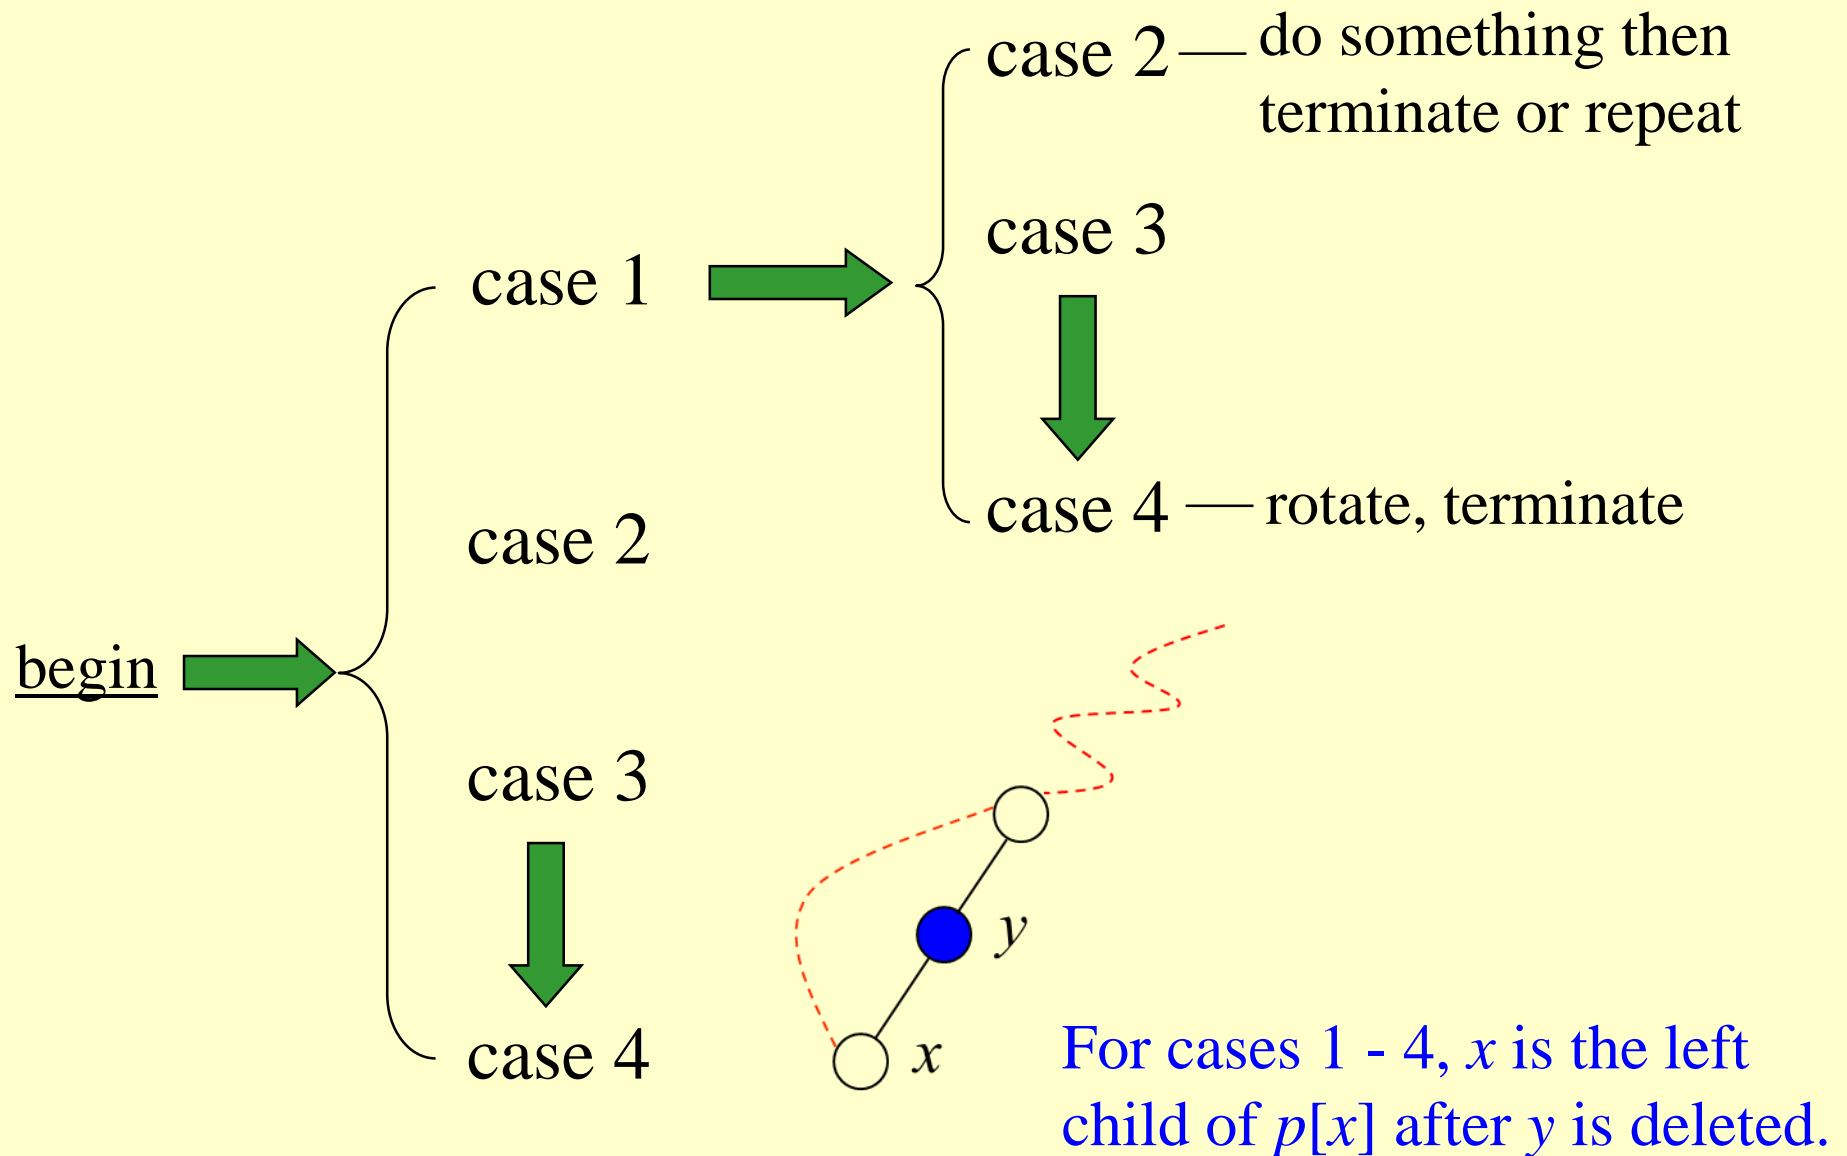 case 2 — do something then
terminate or repeat
case 3
case 1
case 4 — rotate, terminate
case 2
begin
case 3
y
case 4
x
For cases 1 - 4, x is the left
child of p[x] after y is deleted.